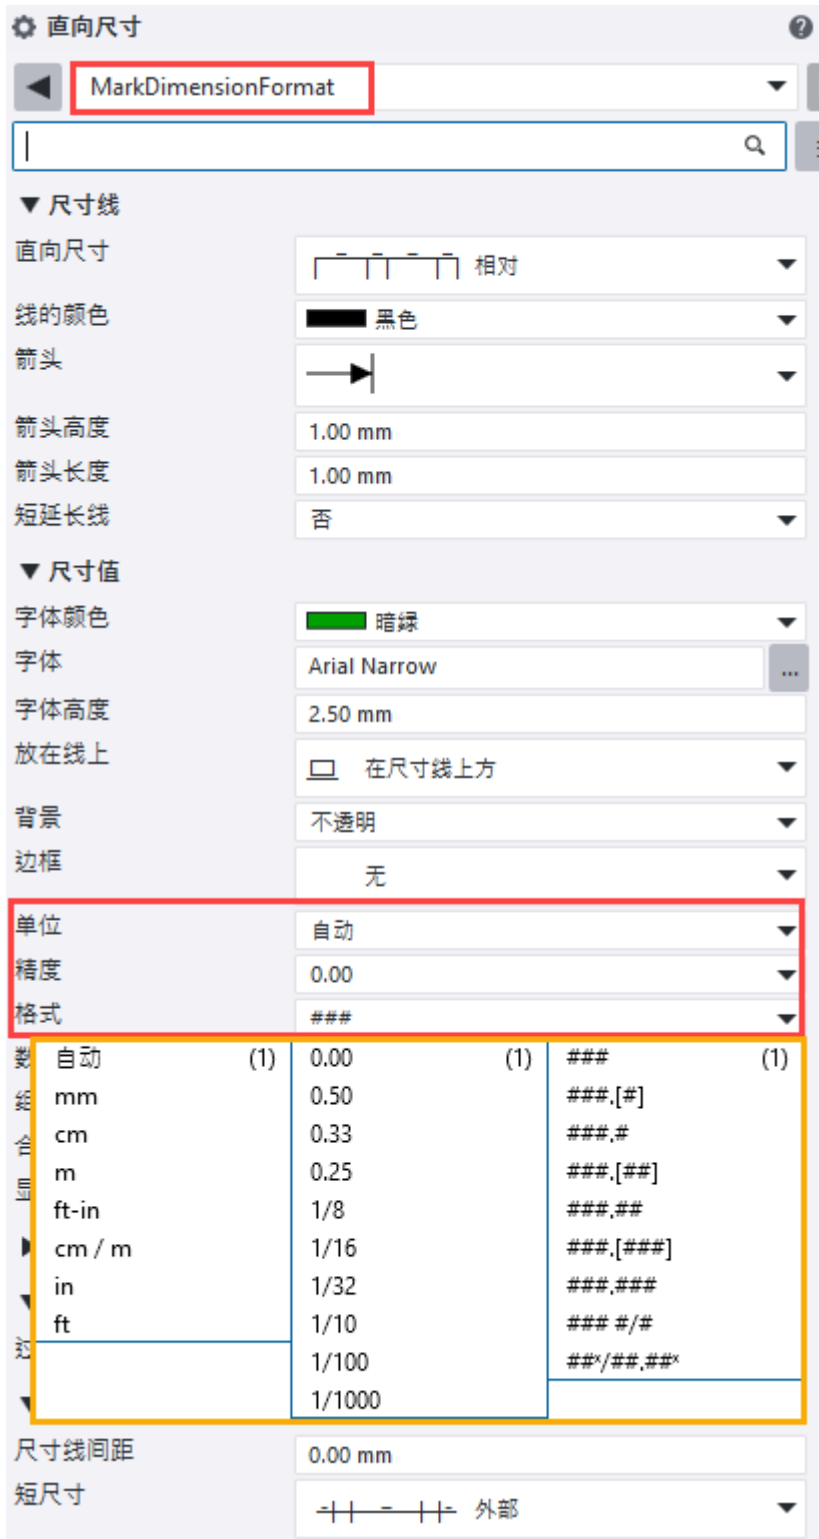 直向尺寸
MarkDimensionFormat
尺寸线
直向尺寸 相对
线的颜色 黑色
箭头
箭头高度 1.00 mm
箭头长度 1.00 mm
短延长线 否
尺寸值
字体颜色 暗绿
字体 Arial Narrow ...
字体高度 2.50 mm
放在线上 在尺寸线上方
背景 不透明
边框 无
单位 自动
精度 0.00
格式 ###
数 自动 (1) 0.00 (1) ### (1)
mm 0.50 ###.[#]
合 cm 0.33 ###.#
显 m 0.25 ###.[##]
ft-in 1/8 ###.##
cm / m 1/16 ###.[###]
in 1/32 ###.###
ft 1/10 ### #/#
过 1/100 ##ˣ/##.##ˣ
1/1000
尺寸线间距 0.00 mm
短尺寸 外部